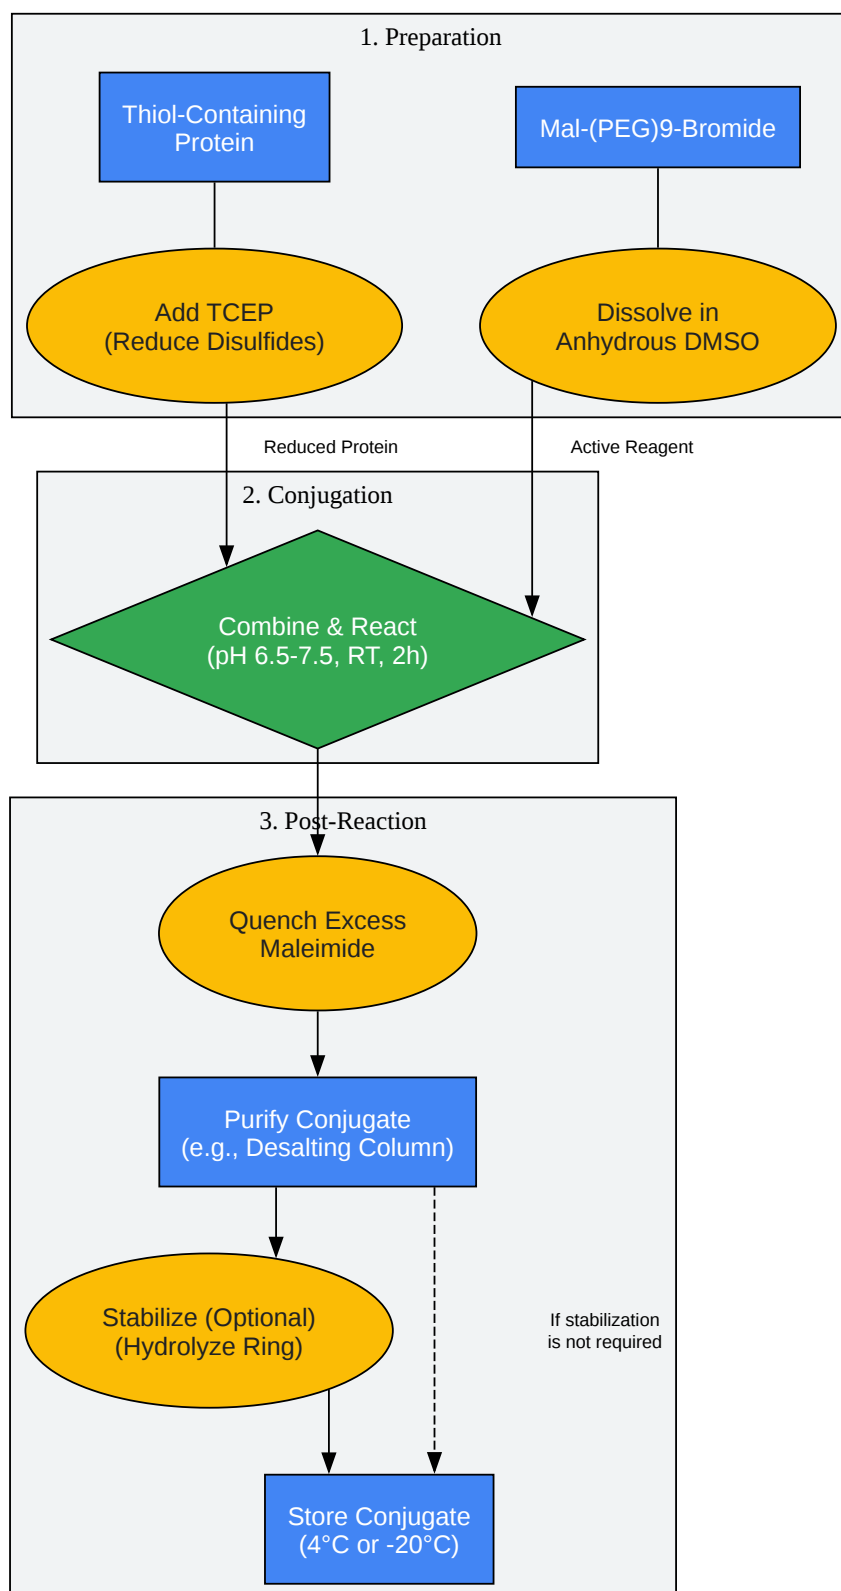 1. Preparation
Thiol-Containing
Protein
Mal-(PEG)9-Bromide
Add TCEP
(Reduce Disulfides)
Dissolve in
Anhydrous DMSO
Reduced Protein
Active Reagent
2. Conjugation
Combine & React
(pH 6.5-7.5, RT, 2h)
3. Post-Reaction
Quench Excess
Maleimide
Purify Conjugate
(e.g., Desalting Column)
Stabilize (Optional)
(Hydrolyze Ring)
If stabilization
is not required
Store Conjugate
(4°C or -20°C)